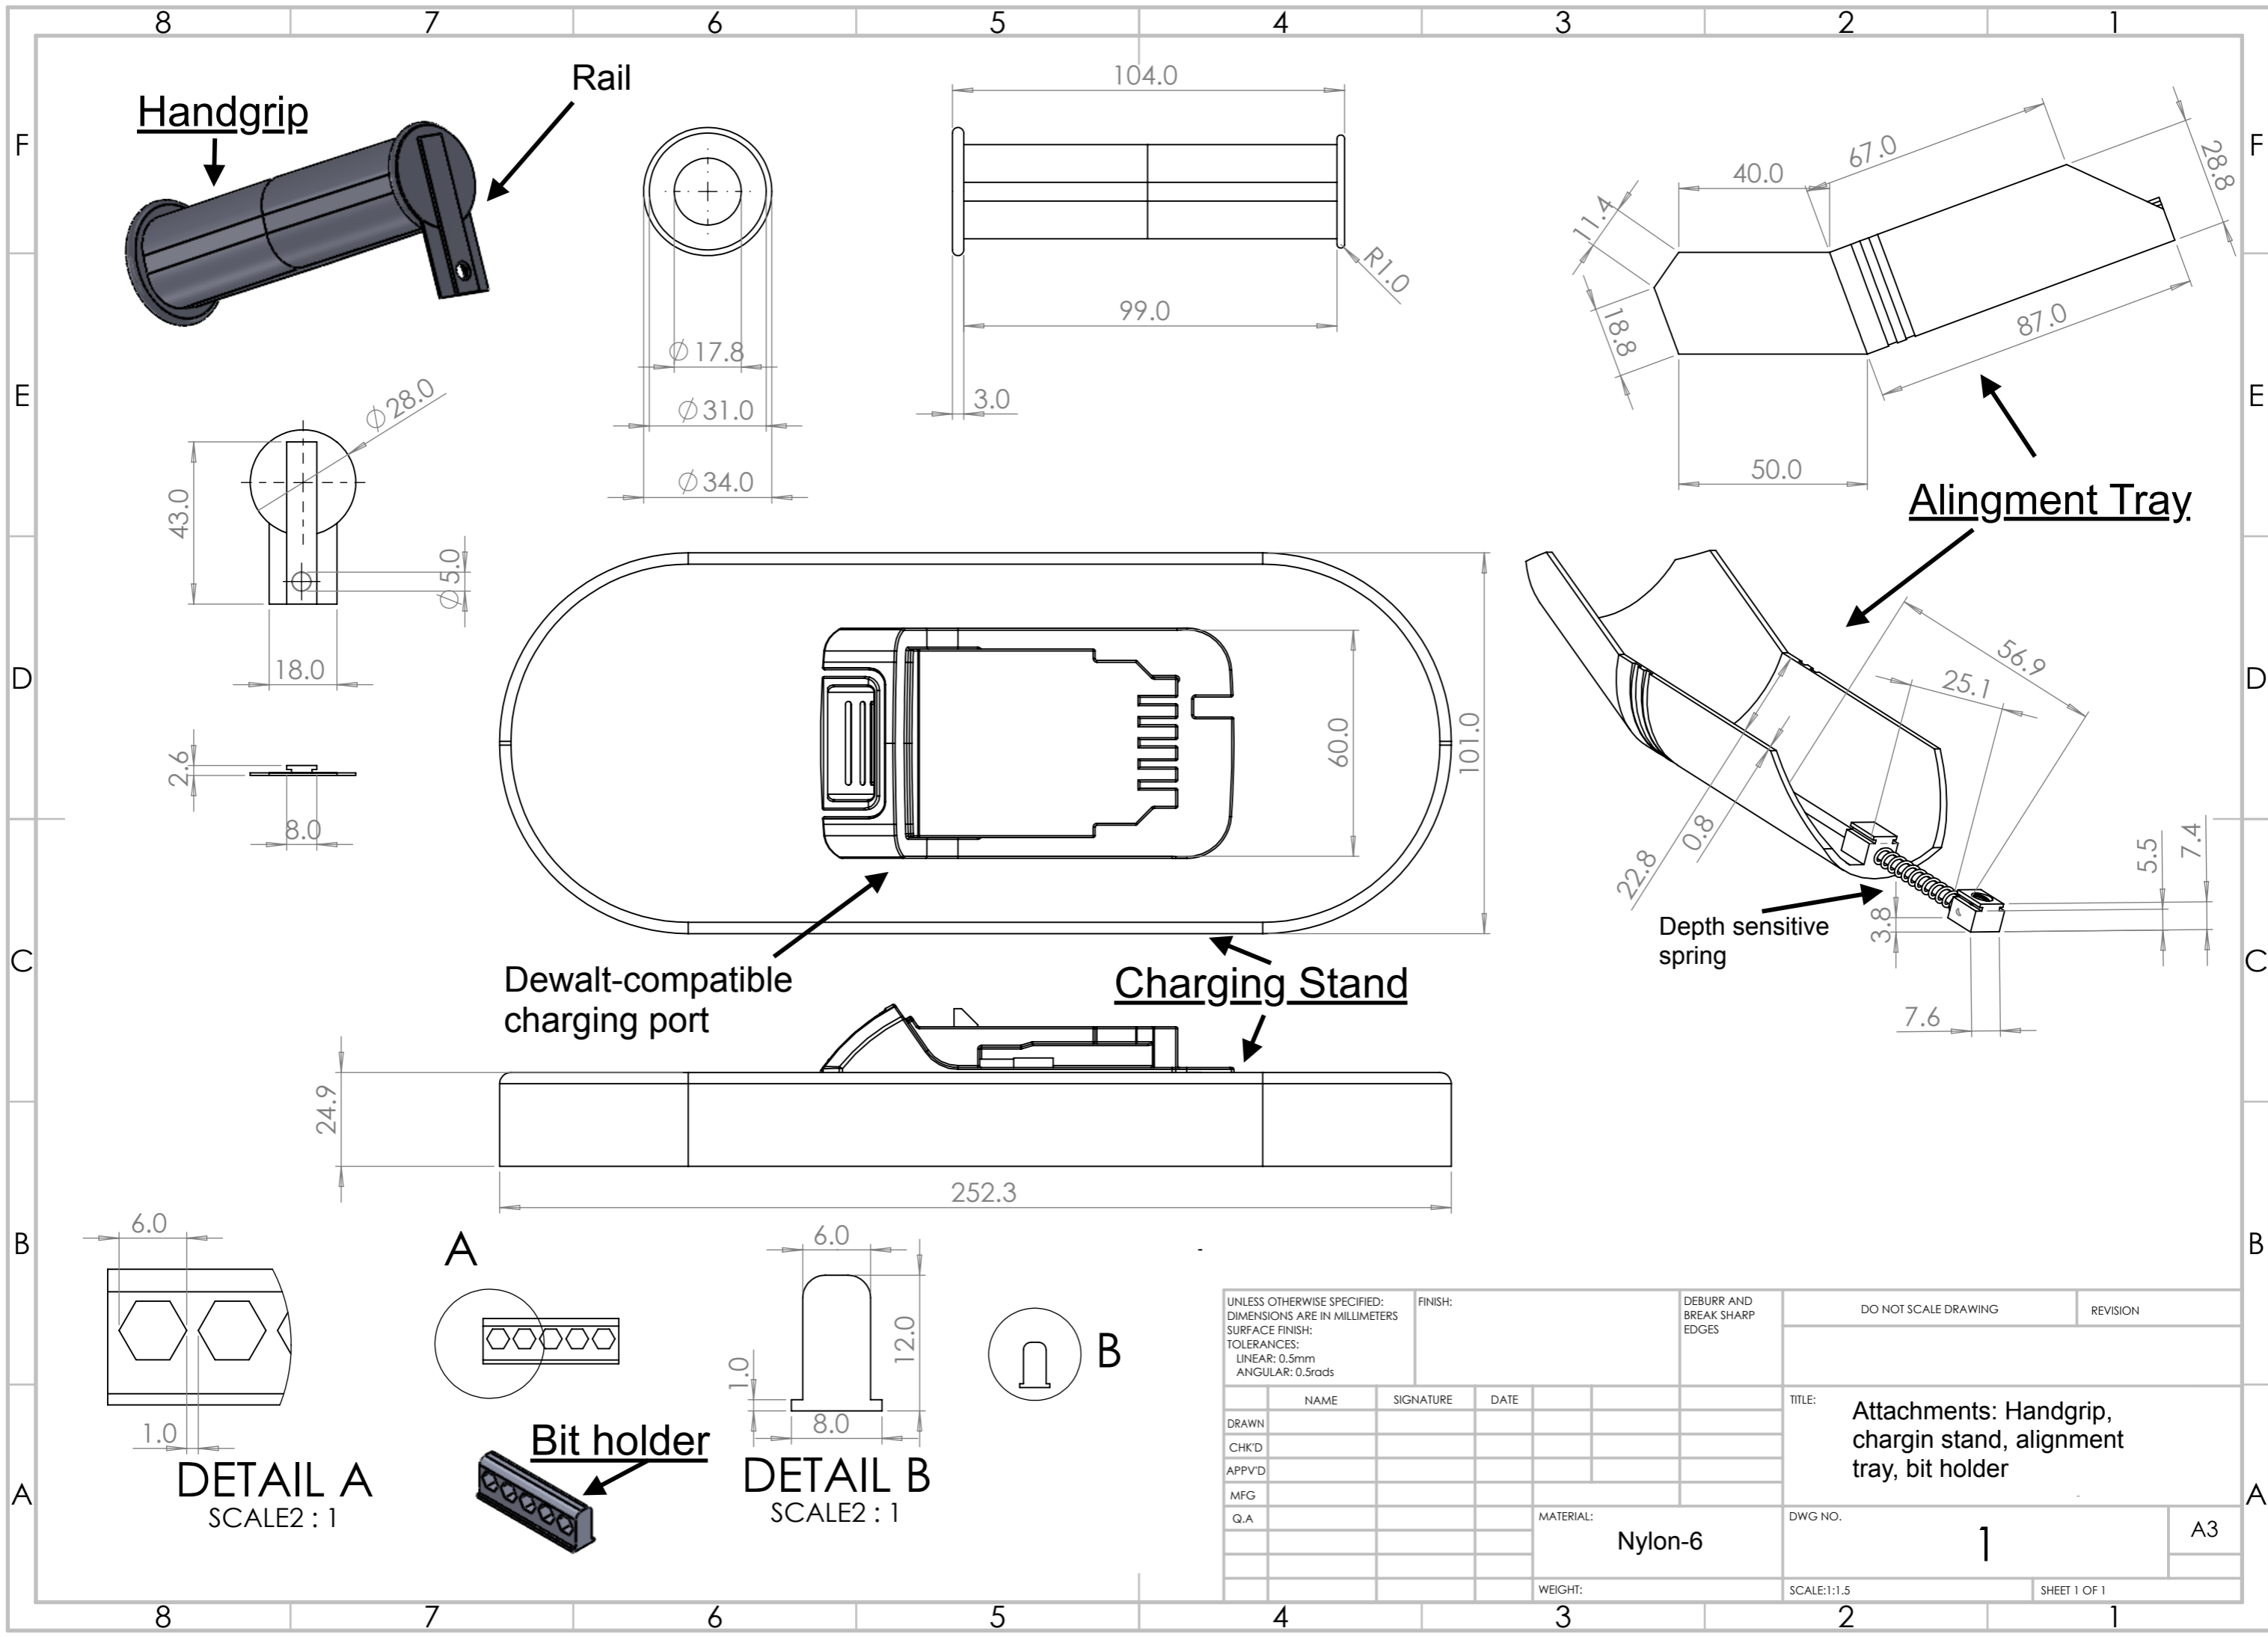 8 7 6 5 4 3 2 1
F
E
D
C
B
A
Handgrip
Rail
104.0
99.0
3.0
R1.0
Ø17.8
Ø31.0
Ø34.0
67.0
40.0
28.8
11.4
18.8
87.0
50.0
Alingment Tray
Ø28.0
43.0
Ø5.0
18.0
2.6
8.0
60.0
101.0
56.9
25.1
0.8
22.8
5.5
7.4
3.8
7.6
Depth sensitive
spring
Dewalt-compatible
charging port
Charging Stand
24.9
252.3
6.0
1.0
DETAIL A
SCALE2 : 1
A
Bit holder
6.0
12.0
1.0
8.0
DETAIL B
SCALE2 : 1
B
UNLESS OTHERWISE SPECIFIED:
DIMENSIONS ARE IN MILLIMETERS
SURFACE FINISH:
TOLERANCES:
LINEAR: 0.5mm
ANGULAR: 0.5rads
FINISH:
DEBURR AND
BREAK SHARP
EDGES
DO NOT SCALE DRAWING
REVISION
NAME
SIGNATURE
DATE
DRAWN
CHK'D
APPV'D
MFG
Q.A
TITLE:
Attachments: Handgrip,
chargin stand, alignment
tray, bit holder
MATERIAL:
Nylon-6
DWG NO.
1
A3
WEIGHT:
SCALE:1:1.5
SHEET 1 OF 1
F
E
D
C
B
A
8 7 6 5 4 3 2 1